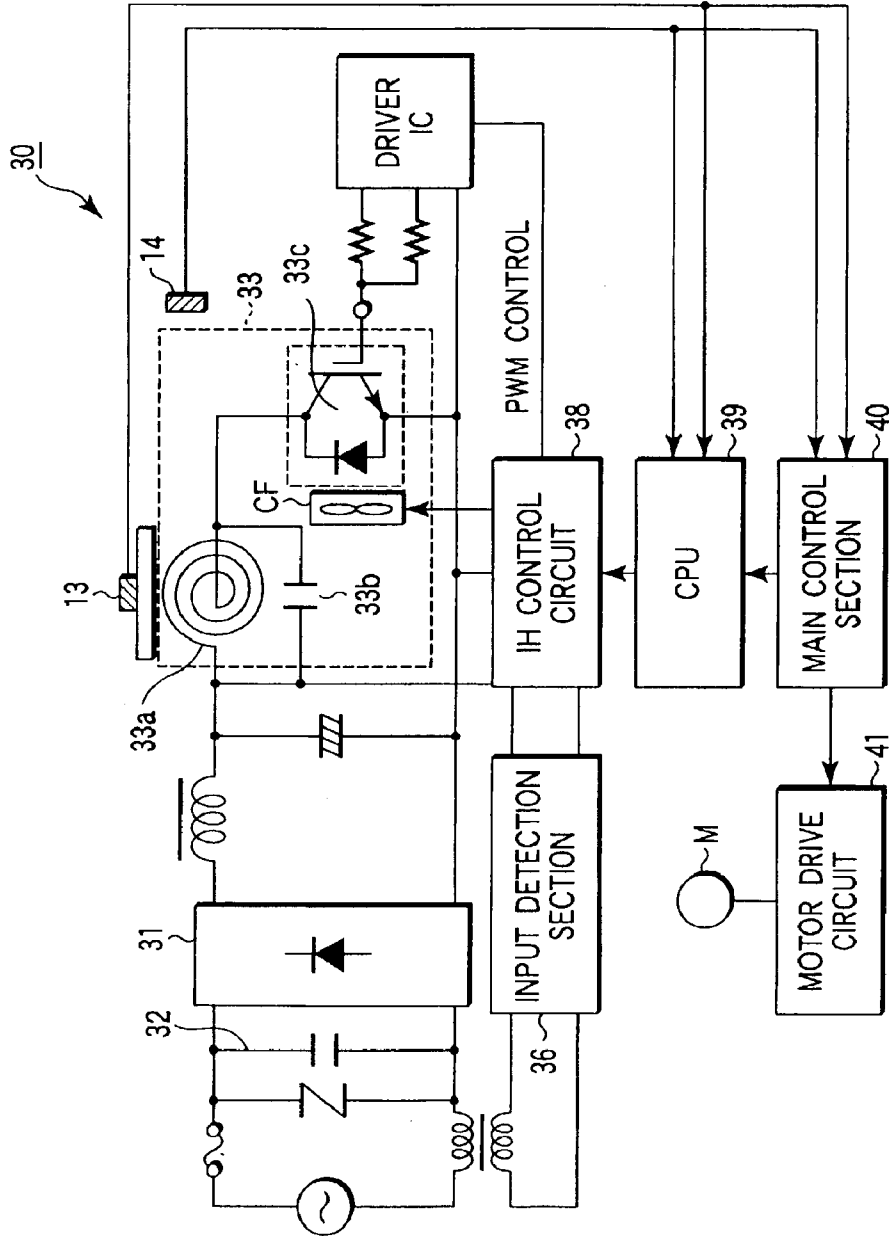 30
14
33
33c
DRIVER
IC
PWM CONTROL
13
CF
33b
33a
31
32
38
IH CONTROL
CIRCUIT
39
CPU
40
MAIN CONTROL
SECTION
INPUT DETECTION
SECTION
36
41
MOTOR DRIVE
CIRCUIT
M